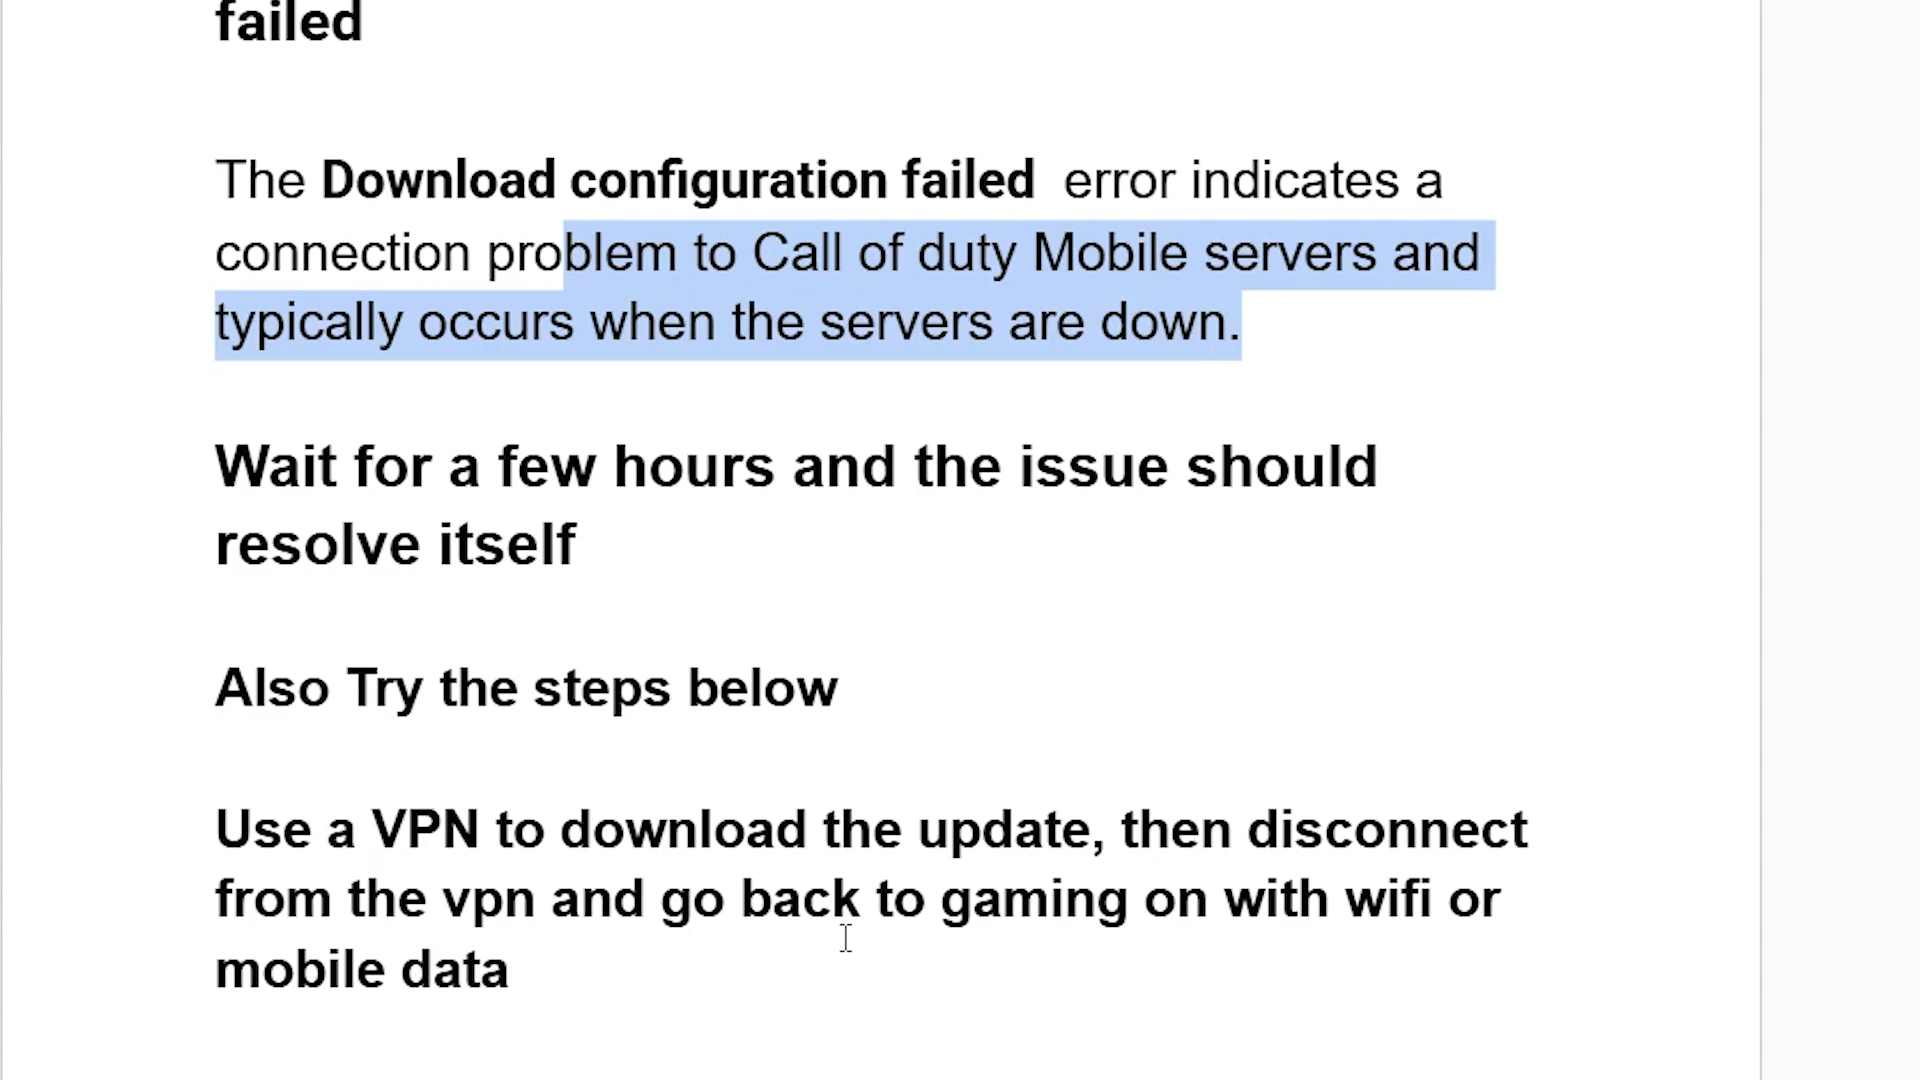 failed
The Download configuration failed  error indicates a
connection problem to Call of duty Mobile servers and
typically occurs when the servers are down.
Wait for a few hours and the issue should
resolve itself
Also Try the steps below
Use a VPN to download the update, then disconnect
from the vpn and go back to gaming on with wifi or
mobile data